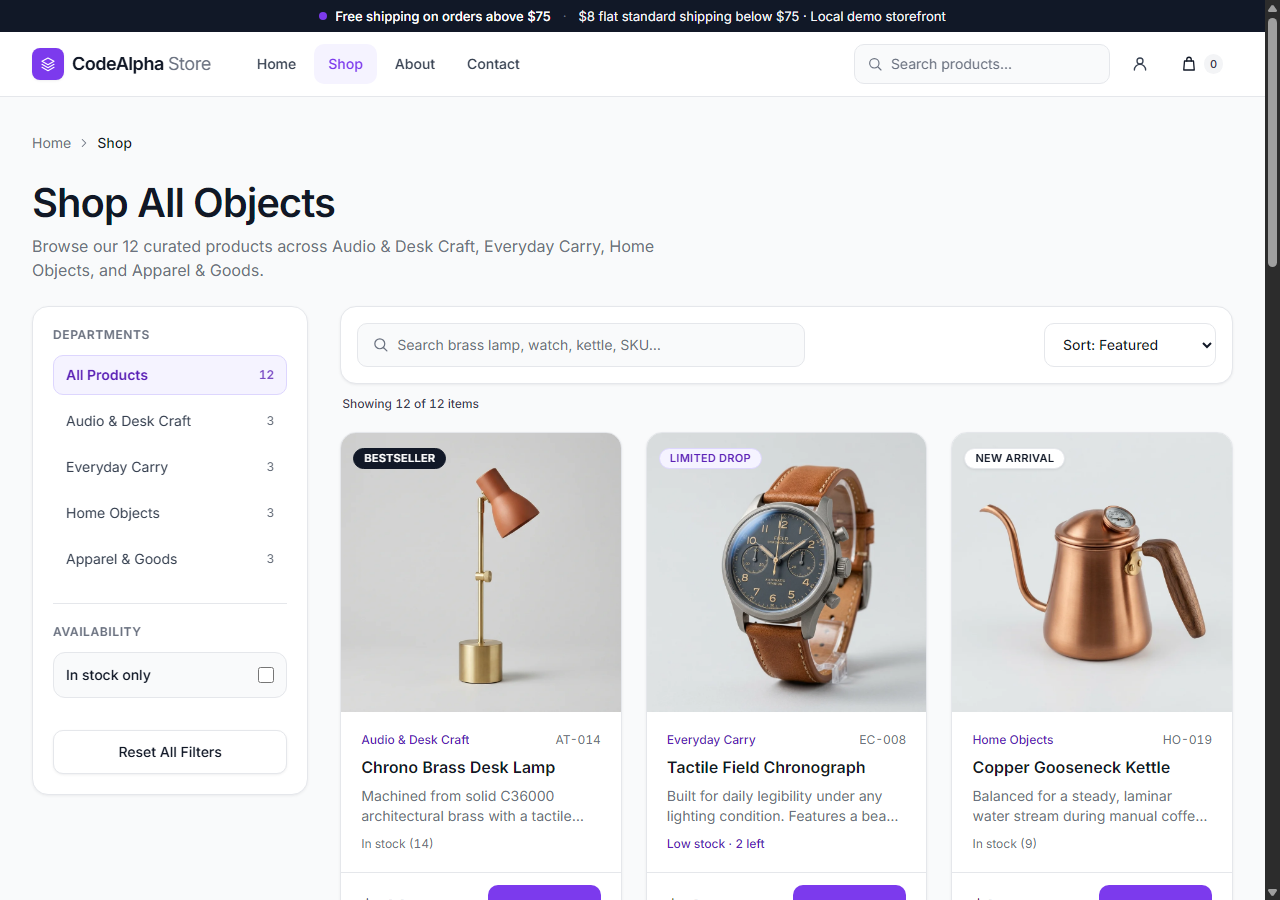 Free shipping on orders above $75 · $8 flat standard shipping below $75 · Local demo storefront
CodeAlpha Store
Home
Shop
About
Contact
Search products...
0
Home > Shop
Shop All Objects
Browse our 12 curated products across Audio & Desk Craft, Everyday Carry, Home
Objects, and Apparel & Goods.
DEPARTMENTS
All Products 12
Audio & Desk Craft 3
Everyday Carry 3
Home Objects 3
Apparel & Goods 3
AVAILABILITY
In stock only
Reset All Filters
Search brass lamp, watch, kettle, SKU...
Sort: Featured
Showing 12 of 12 items
BESTSELLER
Audio & Desk Craft AT-014
Chrono Brass Desk Lamp
Machined from solid C36000
architectural brass with a tactile...
In stock (14)
LIMITED DROP
Everyday Carry EC-008
Tactile Field Chronograph
Built for daily legibility under any
lighting condition. Features a bea...
Low stock · 2 left
NEW ARRIVAL
Home Objects HO-019
Copper Gooseneck Kettle
Balanced for a steady, laminar
water stream during manual coffe...
In stock (9)